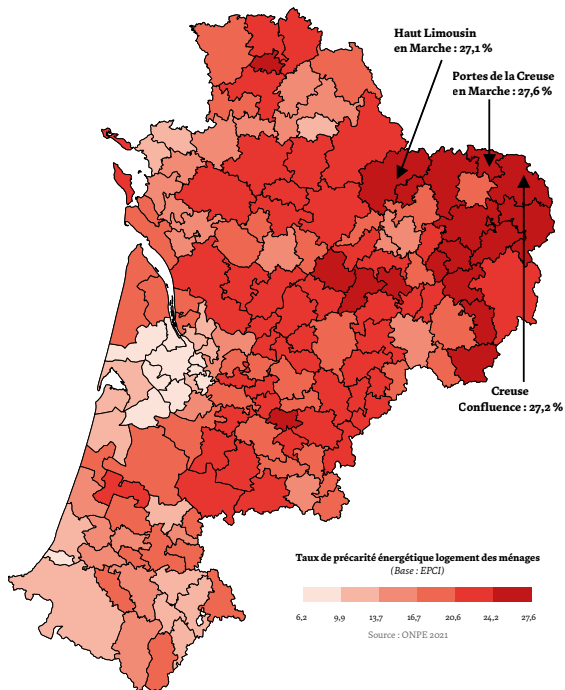 Haut Limousin
en Marche : 27,1 %
Portes de la Creuse
en Marche : 27,6 %
Creuse
Confluence : 27,2 %
Taux de précarité énergétique logement des ménages
(Base : EPCI)
6,2 9,9 13,7 16,7 20,6 24,2 27,6
Source : ONPE 2021